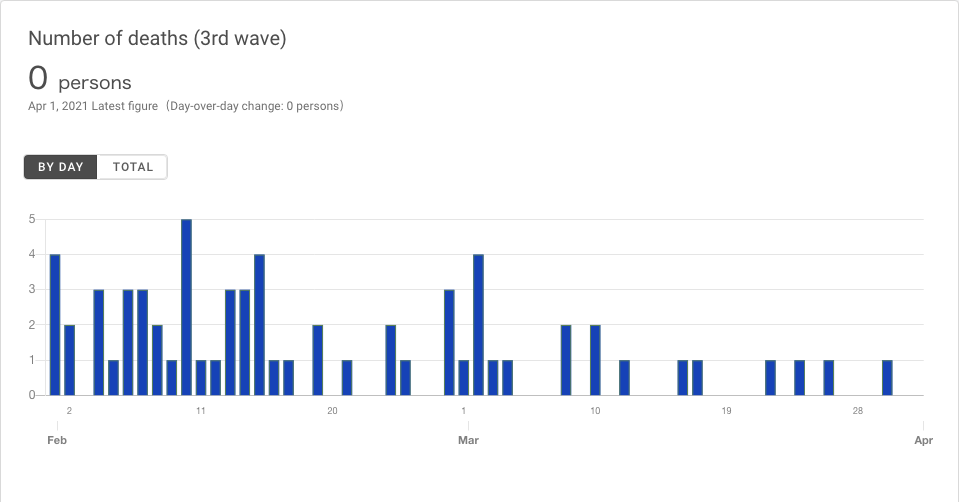 Number of deaths (3rd wave)
0 persons
Apr 1, 2021 Latest figure（Day-over-day change: 0 persons）
BY DAY TOTAL
5
4
3
2
1
0
2 11 20 1 10 19 28
Feb Mar Apr